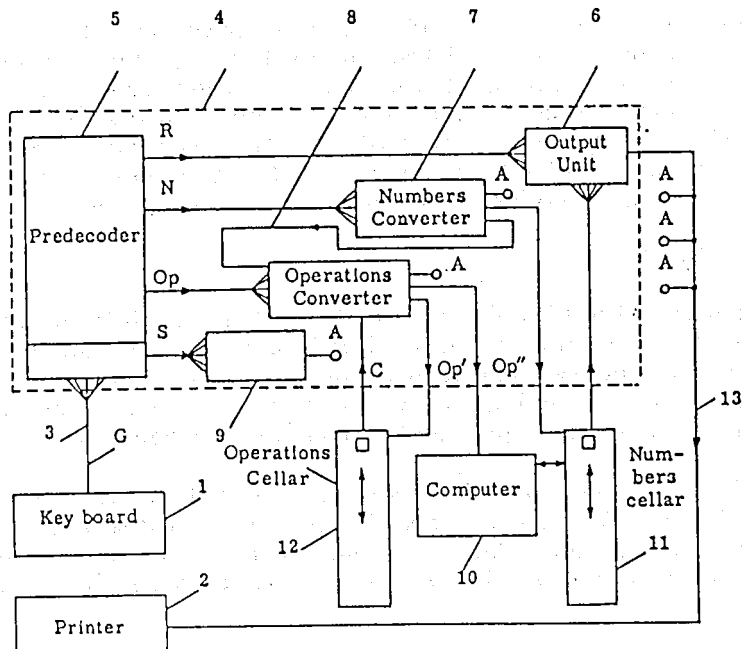 5 4 8 7 6
R
Output
Unit
N
A
A
Numbers
Converter
A
Predecoder
A
Op
Operations
Converter
A
S
A
C
Op′
Op″
13
3
G
9
Operations
Cellar
Num-
bers
cellar
Key board
1
Computer
12
11
10
2
Printer